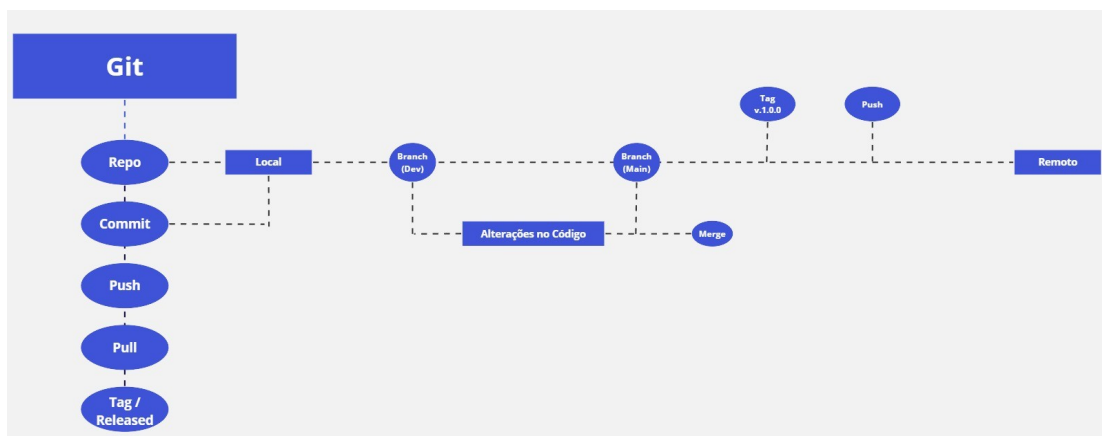 Git
Tag
v.1.0.0
Push
Repo
Local
Branch
(Dev)
Branch
(Main)
Remoto
Commit
Alterações no Código
Merge
Push
Pull
Tag /
Released